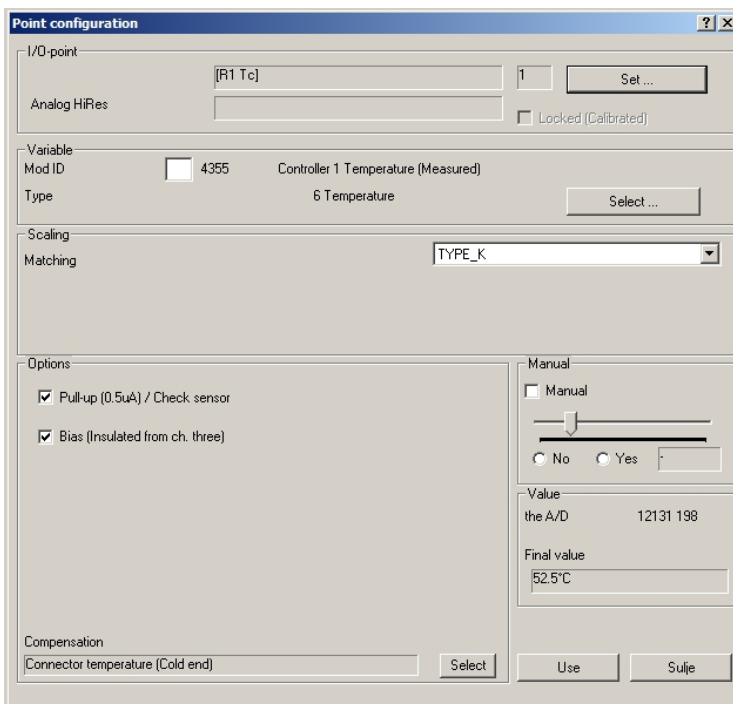 Point configuration
I/O-point
[R1 Tc] 1 Set ...
Analog HiRes
Locked (Calibrated)
Variable
Mod ID 4355 Controller 1 Temperature (Measured)
Type 6 Temperature Select ...
Scaling
Matching TYPE_K
Options
Pull-up (0.5uA) / Check sensor
Bias (Insulated from ch. three)
Manual
Manual
No Yes -
Value
the A/D 12131 198
Final value
52.5°C
Compensation
Connector temperature (Cold end) Select
Use Sulje